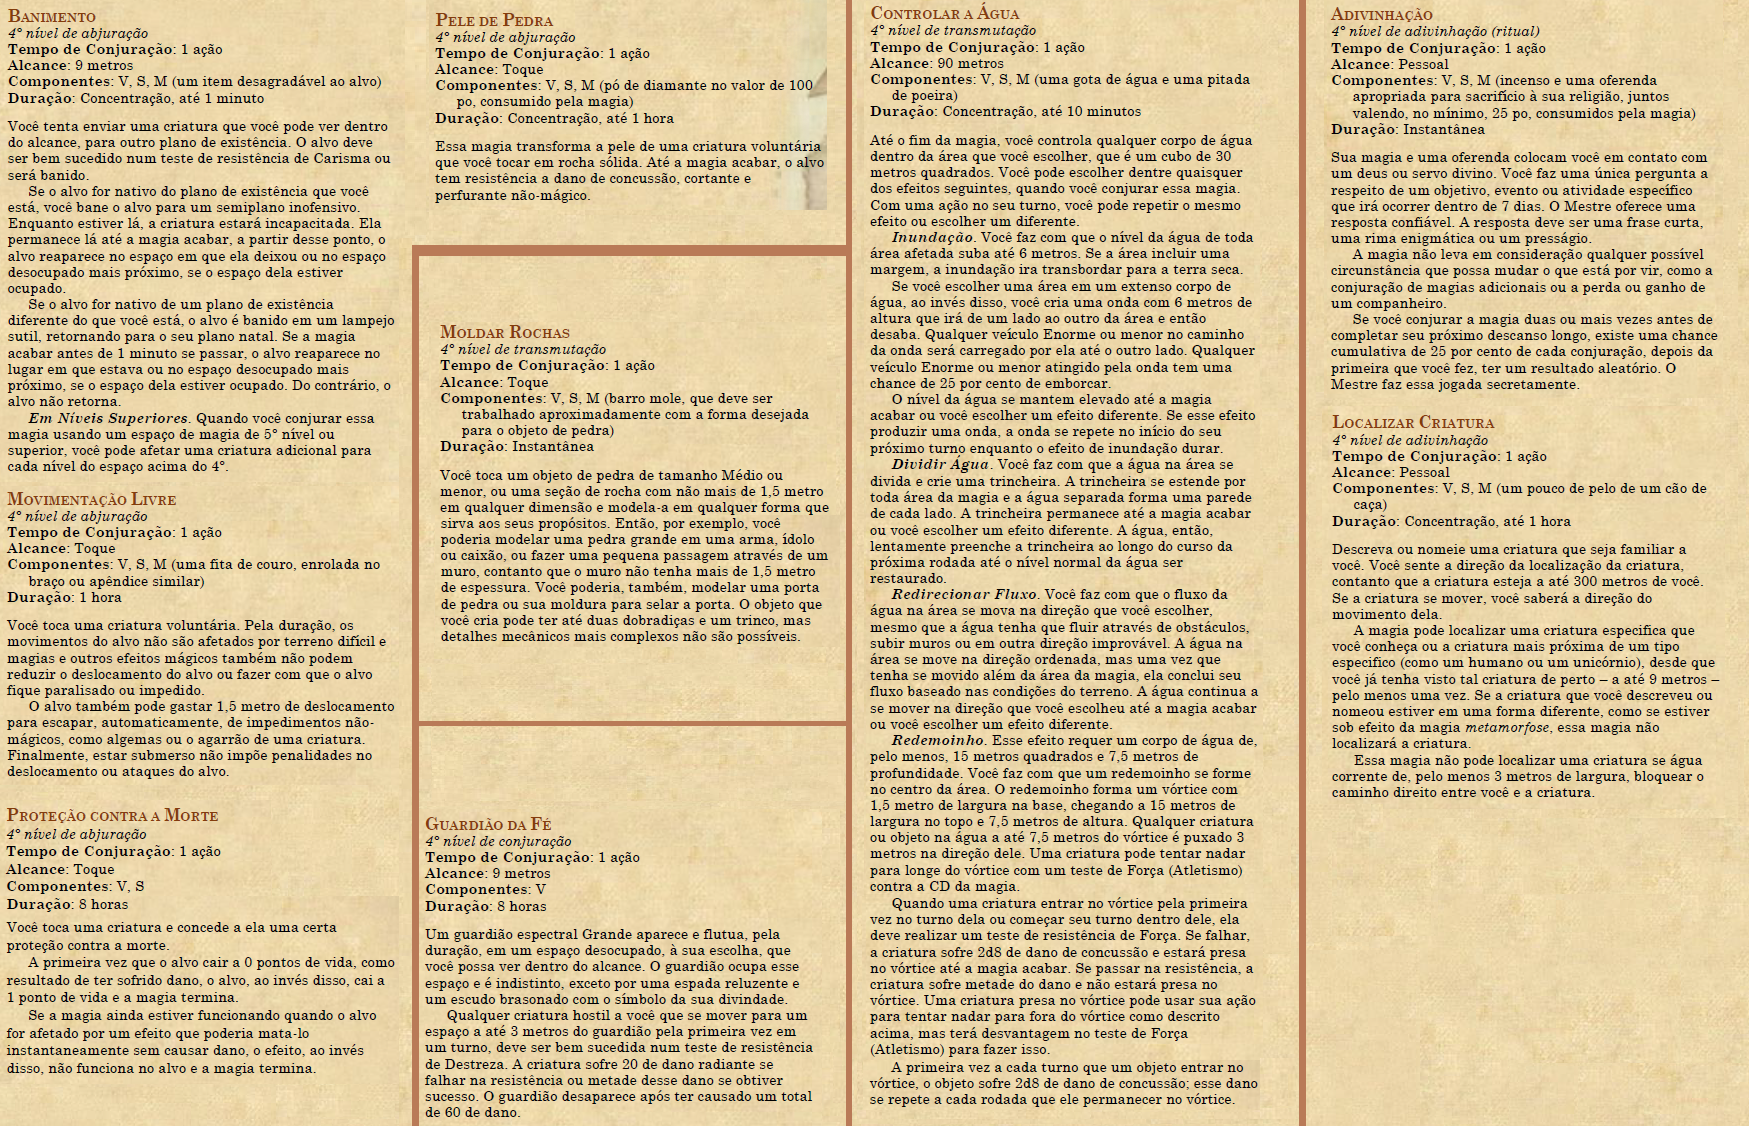 BANIMENTO
4º nível de abjuração
Tempo de Conjuração: 1 ação
Alcance: 9 metros
Componentes: V, S, M (um item desagradável ao alvo)
Duração: Concentração, até 1 minuto
Você tenta enviar uma criatura que você pode ver dentro
do alcance, para outro plano de existência. O alvo deve
ser bem sucedido num teste de resistência de Carisma ou
será banido.
Se o alvo for nativo do plano de existência que você
está, você bane o alvo para um semiplano inofensivo.
Enquanto estiver lá, a criatura estará incapacitada. Ela
permanece lá até a magia acabar, a partir desse ponto, o
alvo reaparece no espaço em que ela deixou ou no espaço
desocupado mais próximo, se o espaço dela estiver
ocupado.
Se o alvo for nativo de um plano de existência
diferente do que você está, o alvo é banido em um lampejo
sutil, retornando para o seu plano natal. Se a magia
acabar antes de 1 minuto se passar, o alvo reaparece no
lugar em que estava ou no espaço desocupado mais
próximo, se o espaço dela estiver ocupado. Do contrário, o
alvo não retorna.
Em Níveis Superiores. Quando você conjurar essa
magia usando um espaço de magia de 5º nível ou
superior, você pode afetar uma criatura adicional para
cada nível do espaço acima do 4º.
MOVIMENTAÇÃO LIVRE
4º nível de abjuração
Tempo de Conjuração: 1 ação
Alcance: Toque
Componentes: V, S, M (uma fita de couro, enrolada no
braço ou apêndice similar)
Duração: 1 hora
Você toca uma criatura voluntária. Pela duração, os
movimentos do alvo não são afetados por terreno difícil e
magias e outros efeitos mágicos também não podem
reduzir o deslocamento do alvo ou fazer com que o alvo
fique paralisado ou impedido.
O alvo também pode gastar 1,5 metro de deslocamento
para escapar, automaticamente, de impedimentos não-
mágicos, como algemas ou o agarrão de uma criatura.
Finalmente, estar submerso não impõe penalidades no
deslocamento ou ataques do alvo.
PROTEÇÃO CONTRA A MORTE
4º nível de abjuração
Tempo de Conjuração: 1 ação
Alcance: Toque
Componentes: V, S
Duração: 8 horas
Você toca uma criatura e concede a ela uma certa
proteção contra a morte.
A primeira vez que o alvo cair a 0 pontos de vida, como
resultado de ter sofrido dano, o alvo, ao invés disso, cai a
1 ponto de vida e a magia termina.
Se a magia ainda estiver funcionando quando o alvo
for afetado por um efeito que poderia mata-lo
instantaneamente sem causar dano, o efeito, ao invés
disso, não funciona no alvo e a magia termina.
PELE DE PEDRA
4º nível de abjuração
Tempo de Conjuração: 1 ação
Alcance: Toque
Componentes: V, S, M (pó de diamante no valor de 100
po, consumido pela magia)
Duração: Concentração, até 1 hora
Essa magia transforma a pele de uma criatura voluntária
que você tocar em rocha sólida. Até a magia acabar, o alvo
tem resistência a dano de concussão, cortante e
perfurante não-mágico.
MOLDAR ROCHAS
4º nível de transmutação
Tempo de Conjuração: 1 ação
Alcance: Toque
Componentes: V, S, M (barro mole, que deve ser
trabalhado aproximadamente com a forma desejada
para o objeto de pedra)
Duração: Instantânea
Você toca um objeto de pedra de tamanho Médio ou
menor, ou uma seção de rocha com não mais de 1,5 metro
em qualquer dimensão e modela-a em qualquer forma que
sirva aos seus propósitos. Então, por exemplo, você
poderia modelar uma pedra grande em uma arma, ídolo
ou caixão, ou fazer uma pequena passagem através de um
muro, contanto que o muro não tenha mais de 1,5 metro
de espessura. Você poderia, também, modelar uma porta
de pedra ou sua moldura para selar a porta. O objeto que
você cria pode ter até duas dobradiças e um trinco, mas
detalhes mecânicos mais complexos não são possíveis.
GUARDIÃO DA FÉ
4º nível de conjuração
Tempo de Conjuração: 1 ação
Alcance: 9 metros
Componentes: V
Duração: 8 horas
Um guardião espectral Grande aparece e flutua, pela
duração, em um espaço desocupado, à sua escolha, que
você possa ver dentro do alcance. O guardião ocupa esse
espaço e é indistinto, exceto por uma espada reluzente e
um escudo brasonado com o símbolo da sua divindade.
Qualquer criatura hostil a você que se mover para um
espaço a até 3 metros do guardião pela primeira vez em
um turno, deve ser bem sucedida num teste de resistência
de Destreza. A criatura sofre 20 de dano radiante se
falhar na resistência ou metade desse dano se obtiver
sucesso. O guardião desaparece após ter causado um total
de 60 de dano.
CONTROLAR A ÁGUA
4º nível de transmutação
Tempo de Conjuração: 1 ação
Alcance: 90 metros
Componentes: V, S, M (uma gota de água e uma pitada
de poeira)
Duração: Concentração, até 10 minutos
Até o fim da magia, você controla qualquer corpo de água
dentro da área que você escolher, que é um cubo de 30
metros quadrados. Você pode escolher dentre quaisquer
dos efeitos seguintes, quando você conjurar essa magia.
Com uma ação no seu turno, você pode repetir o mesmo
efeito ou escolher um diferente.
Inundação. Você faz com que o nível da água de toda
área afetada suba até 6 metros. Se a área incluir uma
margem, a inundação ira transbordar para a terra seca.
Se você escolher uma área em um extenso corpo de
água, ao invés disso, você cria uma onda com 6 metros de
altura que irá de um lado ao outro da área e então
desaba. Qualquer veículo Enorme ou menor no caminho
da onda será carregado por ela até o outro lado. Qualquer
veículo Enorme ou menor atingido pela onda tem uma
chance de 25 por cento de emborcar.
O nível da água se mantem elevado até a magia
acabar ou você escolher um efeito diferente. Se esse efeito
produzir uma onda, a onda se repete no início do seu
próximo turno enquanto o efeito de inundação durar.
Dividir Água. Você faz com que a água na área se
divida e crie uma trincheira. A trincheira se estende por
toda área da magia e a água separada forma uma parede
de cada lado. A trincheira permanece até a magia acabar
ou você escolher um efeito diferente. A água, então,
lentamente preenche a trincheira ao longo do curso da
próxima rodada até o nível normal da água ser
restaurado.
Redirecionar Fluxo. Você faz com que o fluxo da
água na área se mova na direção que você escolher,
mesmo que a água tenha que fluir através de obstáculos,
subir muros ou em outra direção improvável. A água na
área se move na direção ordenada, mas uma vez que
tenha se movido além da área da magia, ela conclui seu
fluxo baseado nas condições do terreno. A água continua a
se mover na direção que você escolheu até a magia acabar
ou você escolher um efeito diferente.
Redemoinho. Esse efeito requer um corpo de água de,
pelo menos, 15 metros quadrados e 7,5 metros de
profundidade. Você faz com que um redemoinho se forme
no centro da área. O redemoinho forma um vórtice com
1,5 metro de largura na base, chegando a 15 metros de
largura no topo e 7,5 metros de altura. Qualquer criatura
ou objeto na água a até 7,5 metros do vórtice é puxado 3
metros na direção dele. Uma criatura pode tentar nadar
para longe do vórtice com um teste de Força (Atletismo)
contra a CD da magia.
Quando uma criatura entrar no vórtice pela primeira
vez no turno dela ou começar seu turno dentro dele, ela
deve realizar um teste de resistência de Força. Se falhar,
a criatura sofre 2d8 de dano de concussão e estará presa
no vórtice até a magia acabar. Se passar na resistência, a
criatura sofre metade do dano e não estará presa no
vórtice. Uma criatura presa no vórtice pode usar sua ação
para tentar nadar para fora do vórtice como descrito
acima, mas terá desvantagem no teste de Força
(Atletismo) para fazer isso.
A primeira vez a cada turno que um objeto entrar no
vórtice, o objeto sofre 2d8 de dano de concussão; esse dano
se repete a cada rodada que ele permanecer no vórtice.
ADIVINHAÇÃO
4º nível de adivinhação (ritual)
Tempo de Conjuração: 1 ação
Alcance: Pessoal
Componentes: V, S, M (incenso e uma oferenda
apropriada para sacrifício à sua religião, juntos
valendo, no mínimo, 25 po, consumidos pela magia)
Duração: Instantânea
Sua magia e uma oferenda colocam você em contato com
um deus ou servo divino. Você faz uma única pergunta a
respeito de um objetivo, evento ou atividade específico
que irá ocorrer dentro de 7 dias. O Mestre oferece uma
resposta confiável. A resposta deve ser uma frase curta,
uma rima enigmática ou um presságio.
A magia não leva em consideração qualquer possível
circunstância que possa mudar o que está por vir, como a
conjuração de magias adicionais ou a perda ou ganho de
um companheiro.
Se você conjurar a magia duas ou mais vezes antes de
completar seu próximo descanso longo, existe uma chance
cumulativa de 25 por cento de cada conjuração, depois da
primeira que você fez, ter um resultado aleatório. O
Mestre faz essa jogada secretamente.
LOCALIZAR CRIATURA
4º nível de adivinhação
Tempo de Conjuração: 1 ação
Alcance: Pessoal
Componentes: V, S, M (um pouco de pelo de um cão de
caça)
Duração: Concentração, até 1 hora
Descreva ou nomeie uma criatura que seja familiar a
você. Você sente a direção da localização da criatura,
contanto que a criatura esteja a até 300 metros de você.
Se a criatura se mover, você saberá a direção do
movimento dela.
A magia pode localizar uma criatura especifica que
você conheça ou a criatura mais próxima de um tipo
especifico (como um humano ou um unicórnio), desde que
você já tenha visto tal criatura de perto – a até 9 metros –
pelo menos uma vez. Se a criatura que você descreveu ou
nomeou estiver em uma forma diferente, como se estiver
sob efeito da magia metamorfose, essa magia não
localizará a criatura.
Essa magia não pode localizar uma criatura se água
corrente de, pelo menos 3 metros de largura, bloquear o
caminho direito entre você e a criatura.